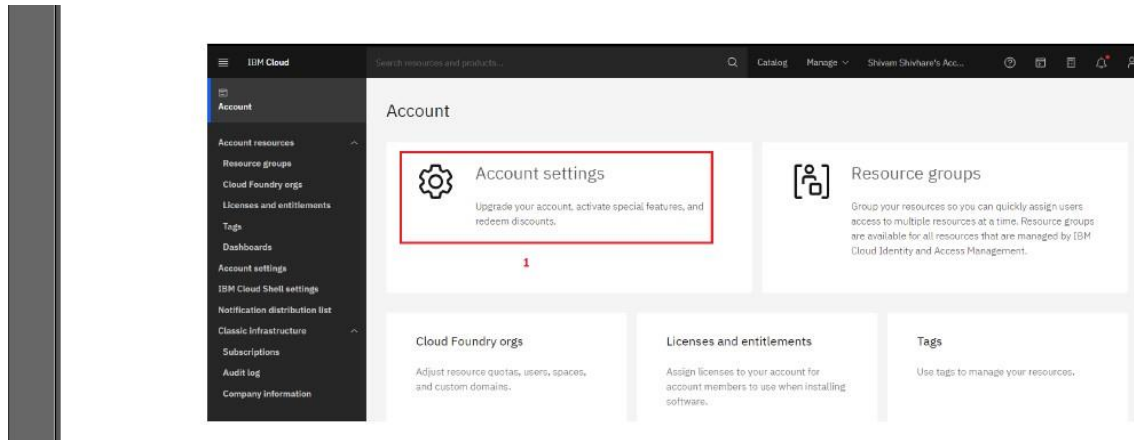 IBM Cloud
Search resources and products...
Catalog
Manage
Shivam Shivhare's Acc...
Account
Account resources
Resource groups
Cloud Foundry orgs
Licenses and entitlements
Tags
Dashboards
Account settings
IBM Cloud Shell settings
Notification distribution list
Classic Infrastructure
Subscriptions
Audit log
Company information
Account
Account settings
Upgrade your account, activate special features, and
redeem discounts.
1
Resource groups
Group your resources so you can quickly assign users
access to multiple resources at a time. Resource groups
are available for all resources that are managed by IBM
Cloud Identity and Access Management.
Cloud Foundry orgs
Adjust resource quotas, users, spaces,
and custom domains.
Licenses and entitlements
Assign licenses to your account for
account members to use when installing
software.
Tags
Use tags to manage your resources.